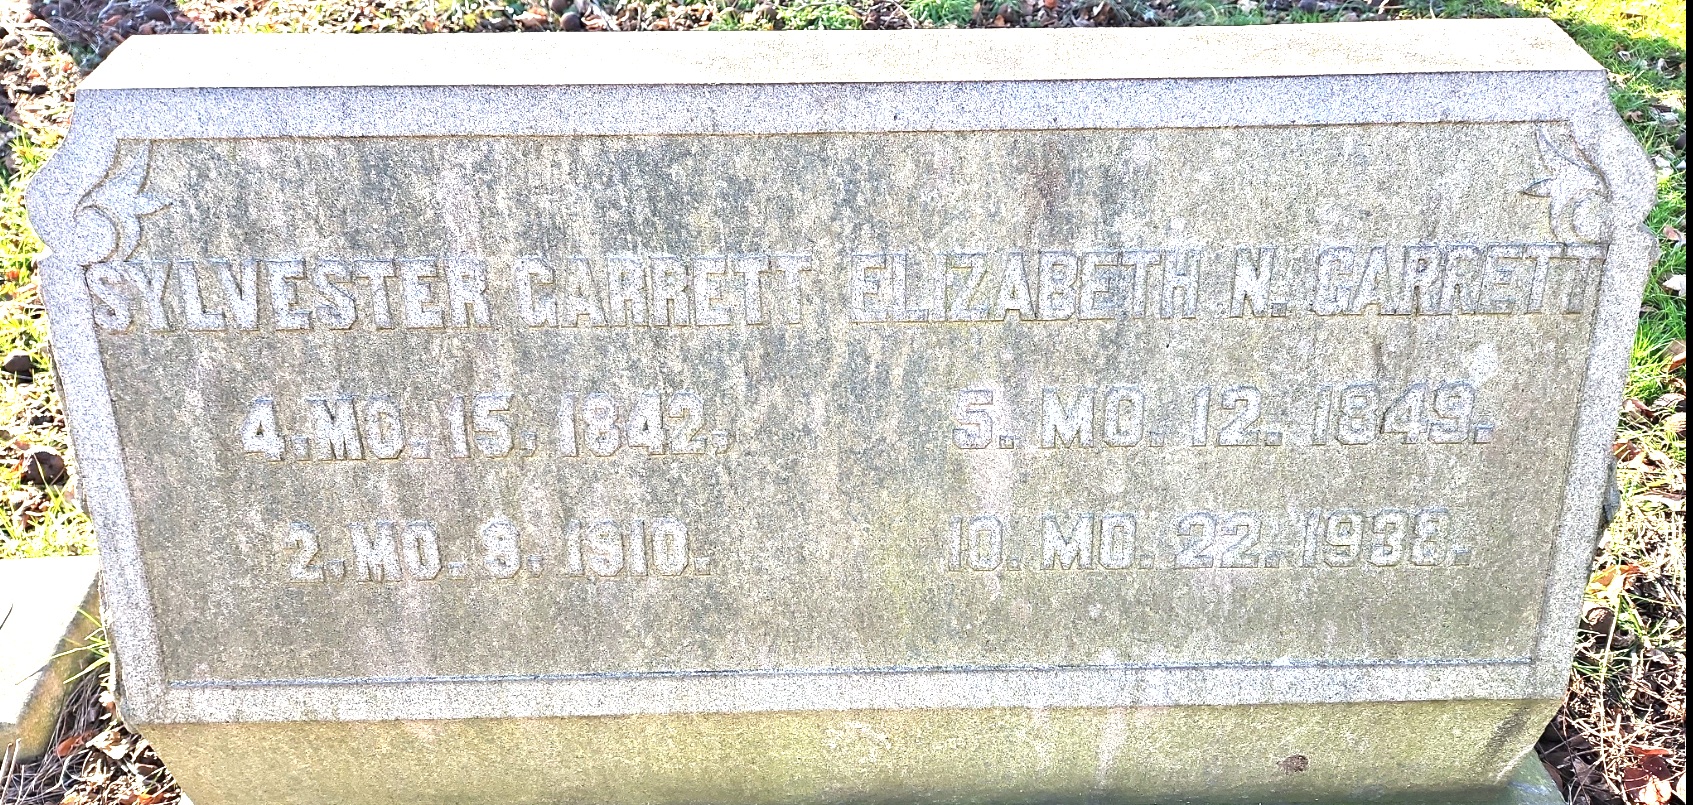 SYLVESTER GARRETT
4. MO. 15, 1842,
2. MO. 9. 1910.
ELIZABETH N. GARRETT
5. MO. 12. 1849.
10. MO. 22. 1938.